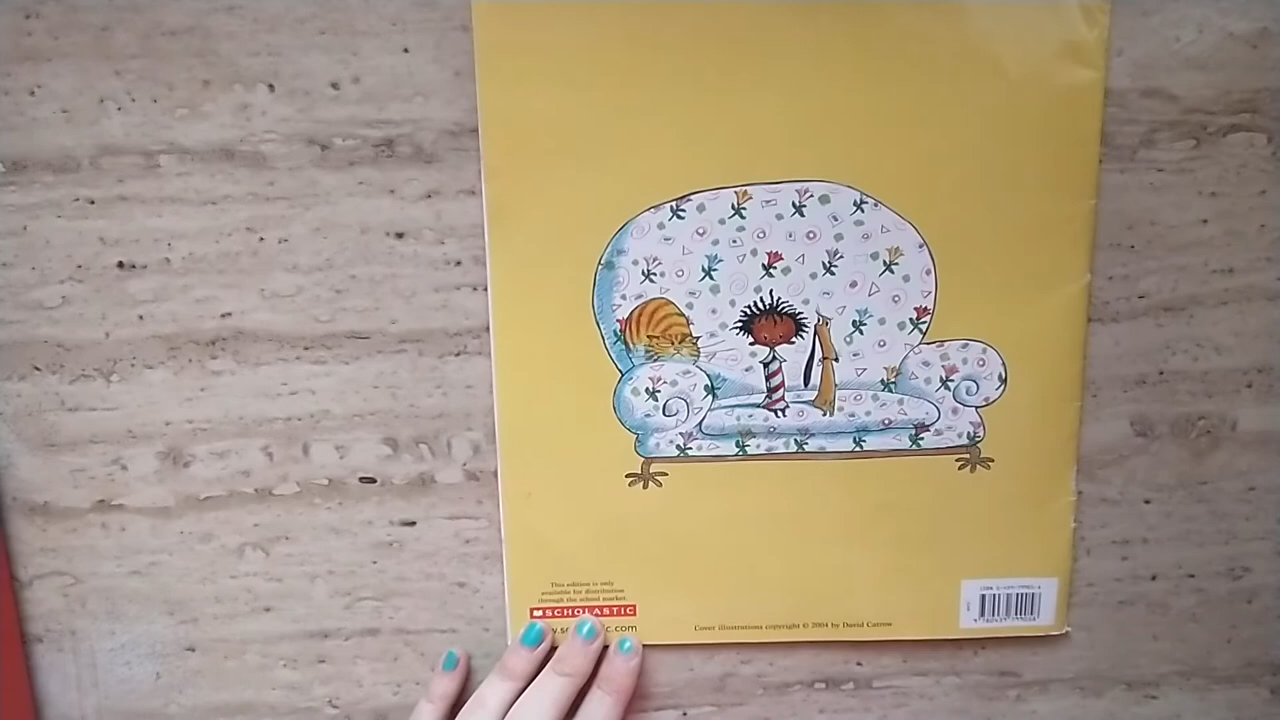 This edition is only
available for distribution
through the school market.
SCHOLASTIC
.com
Cover illustrations copyright © 2004 by David Catrow